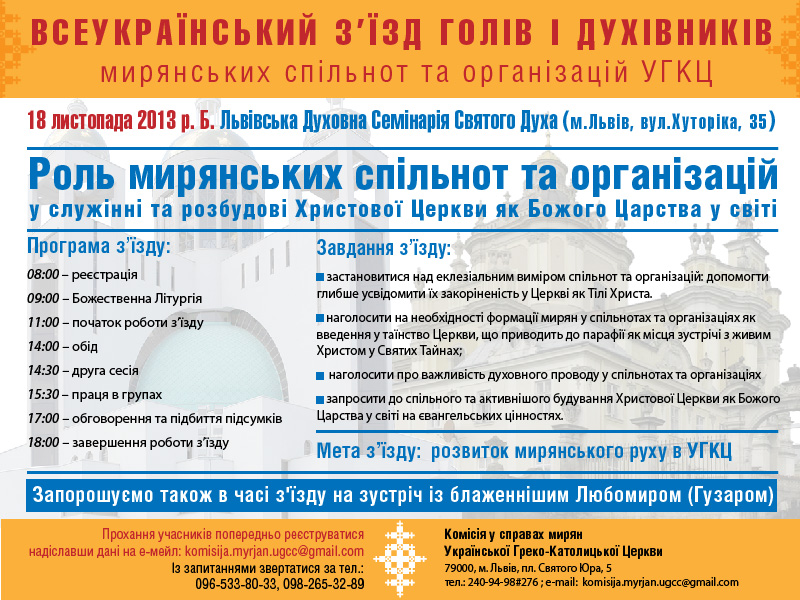 ВСЕУКРАЇНСЬКИЙ З'ЇЗД ГОЛІВ І ДУХІВНИКІВ
мирянських спільнот та організацій УГКЦ
18 листопада 2013 р. Б. Львівська Духовна Семінарія Святого Духа (м.Львів, вул.Хуторіка, 35)
Роль мирянських спільнот та організацій
у служінні та розбудові Христової Церкви як Божого Царства у світі
Програма з'їзду:
08:00 – реєстрація
09:00 – Божественна Літургія
11:00 – початок роботи з'їзду
14:00 – обід
14:30 – друга сесія
15:30 – праця в групах
17:00 – обговорення та підбиття підсумків
18:00 – завершення роботи з'їзду
Завдання з'їзду:
застановитися над еклезіальним виміром спільнот та організацій: допомогти
глибше усвідомити їх закоріненість у Церкві як Тілі Христа.
наголосити на необхідності формації мирян у спільнотах та організаціях як
введення у таїнство Церкви, що приводить до парафії як місця зустрічі з живим
Христом у Святих Тайнах;
наголосити про важливість духовного проводу у спільнотах та організаціях
запросити до спільного та активнішого будування Христової Церкви як Божого
Царства у світі на євангельських цінностях.
Мета з'їзду: розвиток мирянського руху в УГКЦ
Запорошуємо також в часі з'їзду на зустріч із блаженнішим Любомиром (Гузаром)
Прохання учасників попередньо реєструватися
надіславши дані на е-мейл: komisija.myrjan.ugcc@gmail.com
Із запитаннями звертатися за тел.:
096-533-80-33, 098-265-32-89
Комісія у справах мирян
Української Греко-Католицької Церкви
79000, м. Львів, пл. Святого Юра, 5
тел.: 240-94-98#276 ; e-mail: komisija.myrjan.ugcc@gmail.com